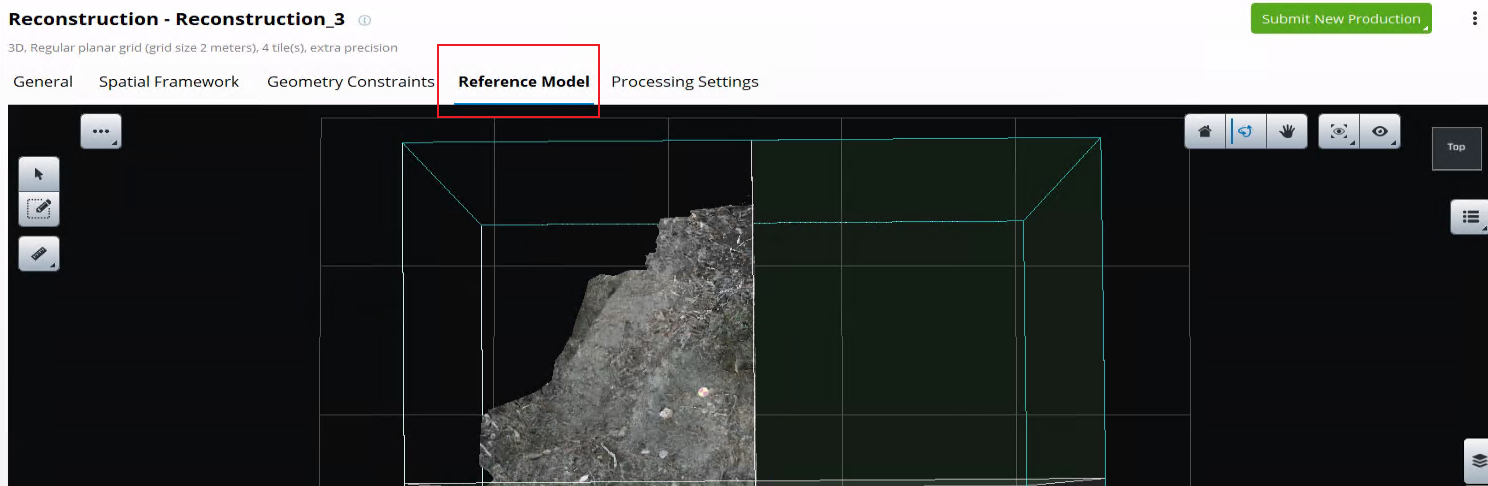 Reconstruction - Reconstruction_3
Submit New Production
3D, Regular planar grid (grid size 2 meters), 4 tile(s), extra precision
General Spatial Framework Geometry Constraints Reference Model Processing Settings
Top